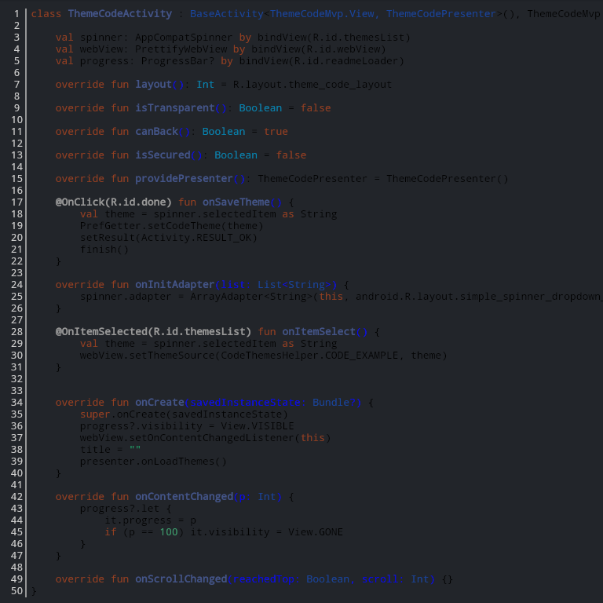 1 class ThemeCodeActivity : BaseActivity<ThemeCodeMvp.View, ThemeCodePresenter>(), ThemeCodeMvp
2
3 val spinner: AppCompatSpinner by bindView(R.id.themesList)
4 val webView: PrettifyWebView by bindView(R.id.webView)
5 val progress: ProgressBar? by bindView(R.id.readmeLoader)
6
7 override fun layout(): Int = R.layout.theme_code_layout
8
9 override fun isTransparent(): Boolean = false
10
11 override fun canBack(): Boolean = true
12
13 override fun isSecured(): Boolean = false
14
15 override fun providePresenter(): ThemeCodePresenter = ThemeCodePresenter()
16
17 @OnClick(R.id.done) fun onSaveTheme() {
18 val theme = spinner.selectedItem as String
19 PrefGetter.setCodeTheme(theme)
20 setResult(Activity.RESULT_OK)
21 finish()
22 }
23
24 override fun onInitAdapter(list: List<String>) {
25 spinner.adapter = ArrayAdapter<String>(this, android.R.layout.simple_spinner_dropdown_
26 }
27
28 @OnItemSelected(R.id.themesList) fun onItemSelect() {
29 val theme = spinner.selectedItem as String
30 webView.setThemeSource(CodeThemesHelper.CODE_EXAMPLE, theme)
31 }
32
33
34 override fun onCreate(savedInstanceState: Bundle?) {
35 super.onCreate(savedInstanceState)
36 progress?.visibility = View.VISIBLE
37 webView.setOnContentChangedListener(this)
38 title = ""
39 presenter.onLoadThemes()
40 }
41
42 override fun onContentChanged(p: Int) {
43 progress?.let {
44 it.progress = p
45 if (p == 100) it.visibility = View.GONE
46 }
47 }
48
49 override fun onScrollChanged(reachedTop: Boolean, scroll: Int) {}
50 }